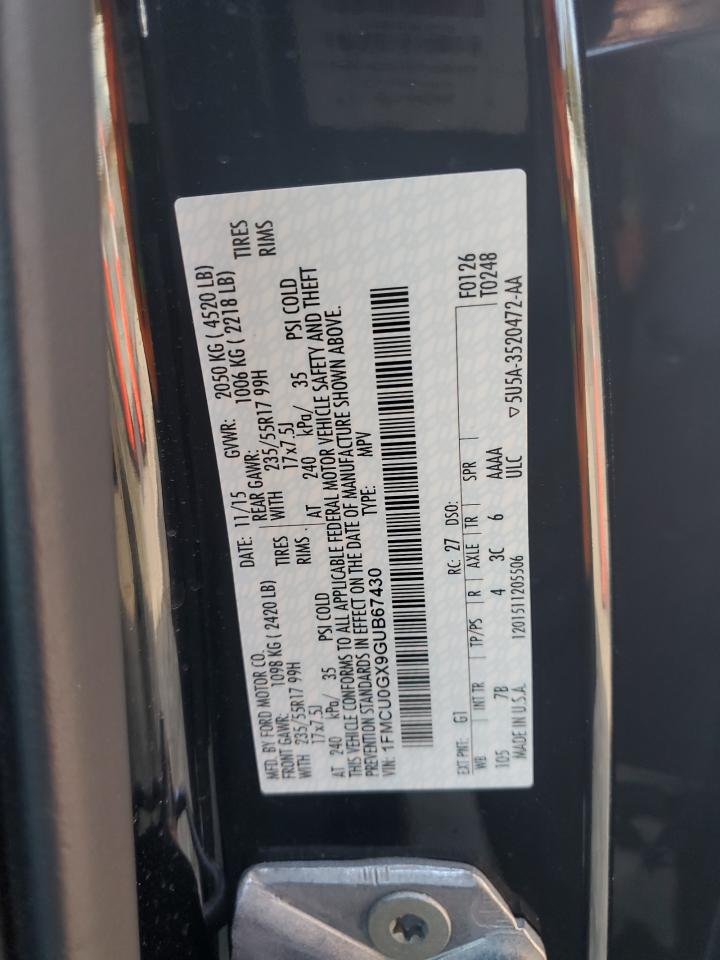 MFD. BY FORD MOTOR CO.
DATE: 11/15 GVWR: 2050 KG ( 4520 LB)
FRONT GAWR: 1098 KG ( 2420 LB) REAR GAWR: 1006 KG ( 2218 LB)
WITH 235/55R17 99H TIRES WITH 235/55R17 99H TIRES
17x7.5J RIMS 17x7.5J RIMS
AT 240 kPa/ 35 PSI COLD AT 240 kPa/ 35 PSI COLD
THIS VEHICLE CONFORMS TO ALL APPLICABLE FEDERAL MOTOR VEHICLE SAFETY AND THEFT
PREVENTION STANDARDS IN EFFECT ON THE DATE OF MANUFACTURE SHOWN ABOVE.
VIN: 1FMCU0GX9GUB67430 TYPE: MPV
EXT PNT: G1 RC: 27 DSO: F0126
WB INT TR TP/PS R AXLE TR SPR T0248
105 7B 4 3C 6 AAAA
MADE IN U.S.A. 1201511205506 ULC ▽5U5A-3520472-AA